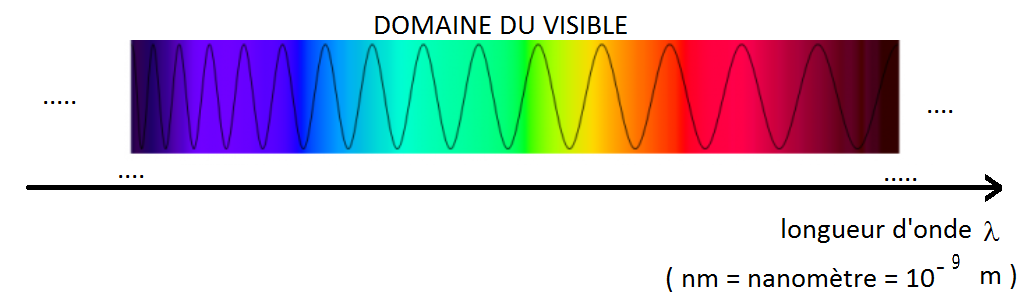 DOMAINE DU VISIBLE
..... ....
.... .....
longueur d'onde λ
( nm = nanomètre = 10⁻⁹ m )